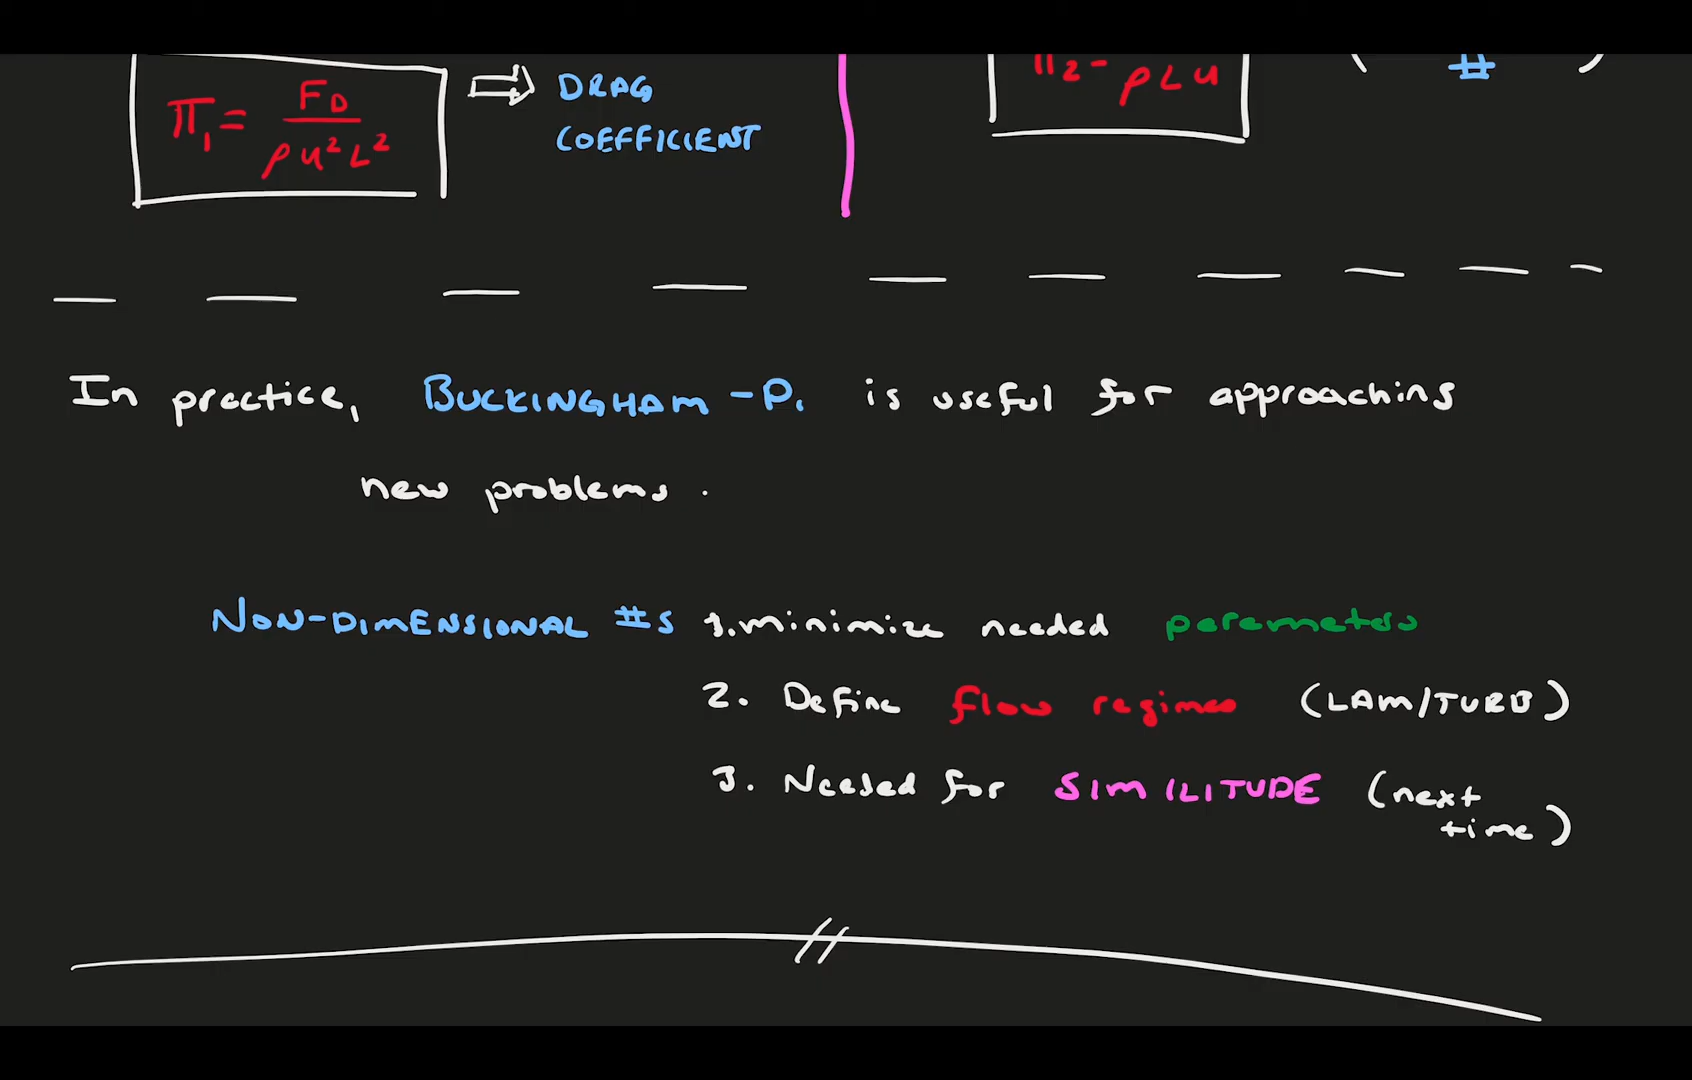 π₁ = F_D / ρu²L² ⇒ DRAG COEFFICIENT
π₂ = / ρLu ( # )
In practice, BUCKINGHAM-Pi is useful for approaching
new problems.
NON-DIMENSIONAL #s 1. minimize needed parameters
2. Define flow regimes (LAM/TURB)
3. Needed for SIMILITUDE (next
time)